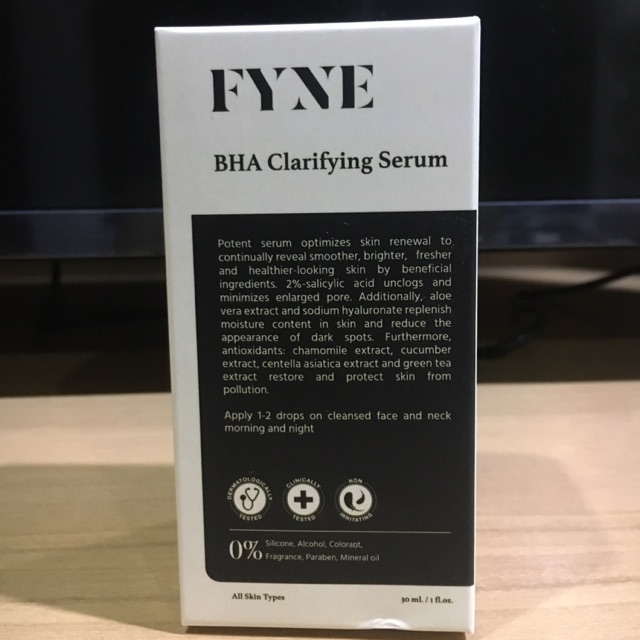 FYNE
BHA Clarifying Serum
Potent serum optimizes skin renewal to
continually reveal smoother, brighter, fresher
and healthier-looking skin by beneficial
ingredients. 2%-salicylic acid unclogs and
minimizes enlarged pore. Additionally, aloe
vera extract and sodium hyaluronate replenish
moisture content in skin and reduce the
appearance of dark spots. Furthermore,
antioxidants: chamomile extract, cucumber
extract, centella asiatica extract and green tea
extract restore and protect skin from
pollution.
Apply 1-2 drops on cleansed face and neck
morning and night
DERMATOLOGICALLY TESTED
CLINICALLY TESTED
NON IRRITATING
0% Silicone, Alcohol, Colorant,
Fragrance, Paraben, Mineral oil
All Skin Types 30 ml. / 1 fl.oz.